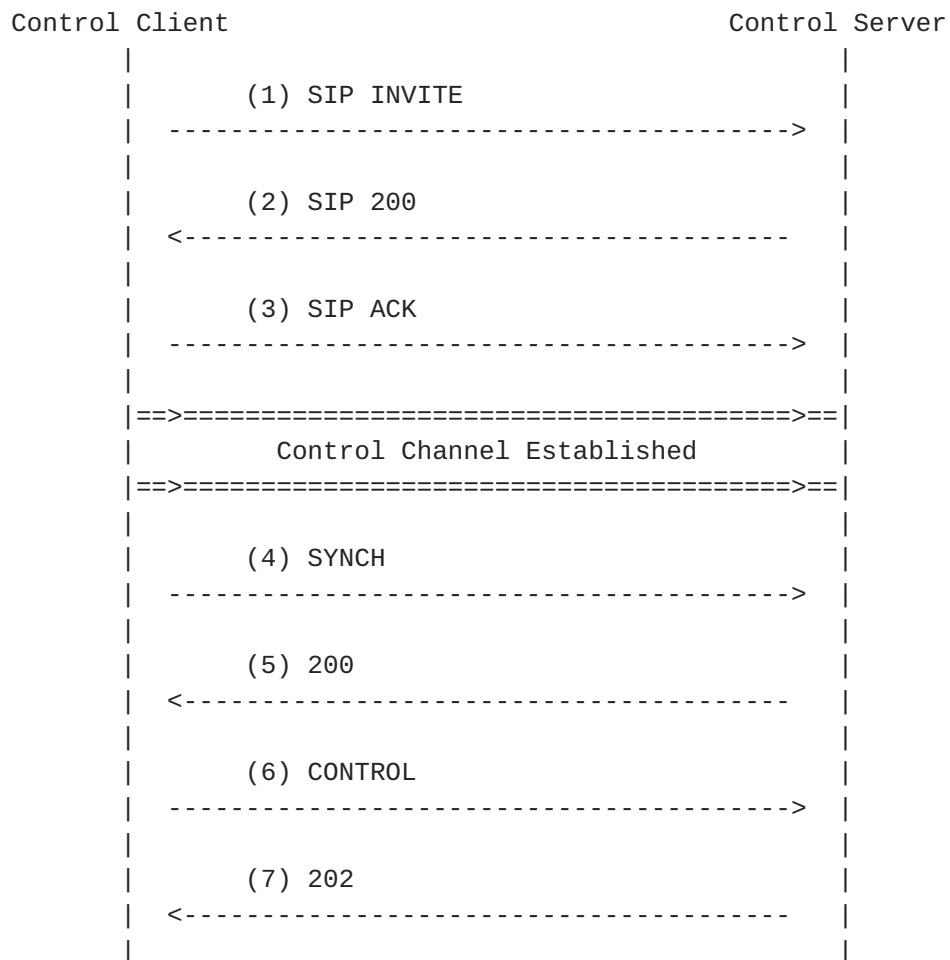 Control Client                                Control Server
       |                                              |
       |       (1) SIP INVITE                         |
       |  ----------------------------------------->  |
       |                                              |
       |       (2) SIP 200                            |
       |  <---------------------------------------    |
       |                                              |
       |       (3) SIP ACK                            |
       |  ---------------------------------------->   |
       |                                              |
       |==>=======================================>==|
       |         Control Channel Established          |
       |==>=======================================>==|
       |                                              |
       |       (4) SYNCH                              |
       |  ---------------------------------------->   |
       |                                              |
       |       (5) 200                                |
       |  <---------------------------------------    |
       |                                              |
       |       (6) CONTROL                            |
       |  ---------------------------------------->   |
       |                                              |
       |       (7) 202                                |
       |  <---------------------------------------    |
       |                                              |